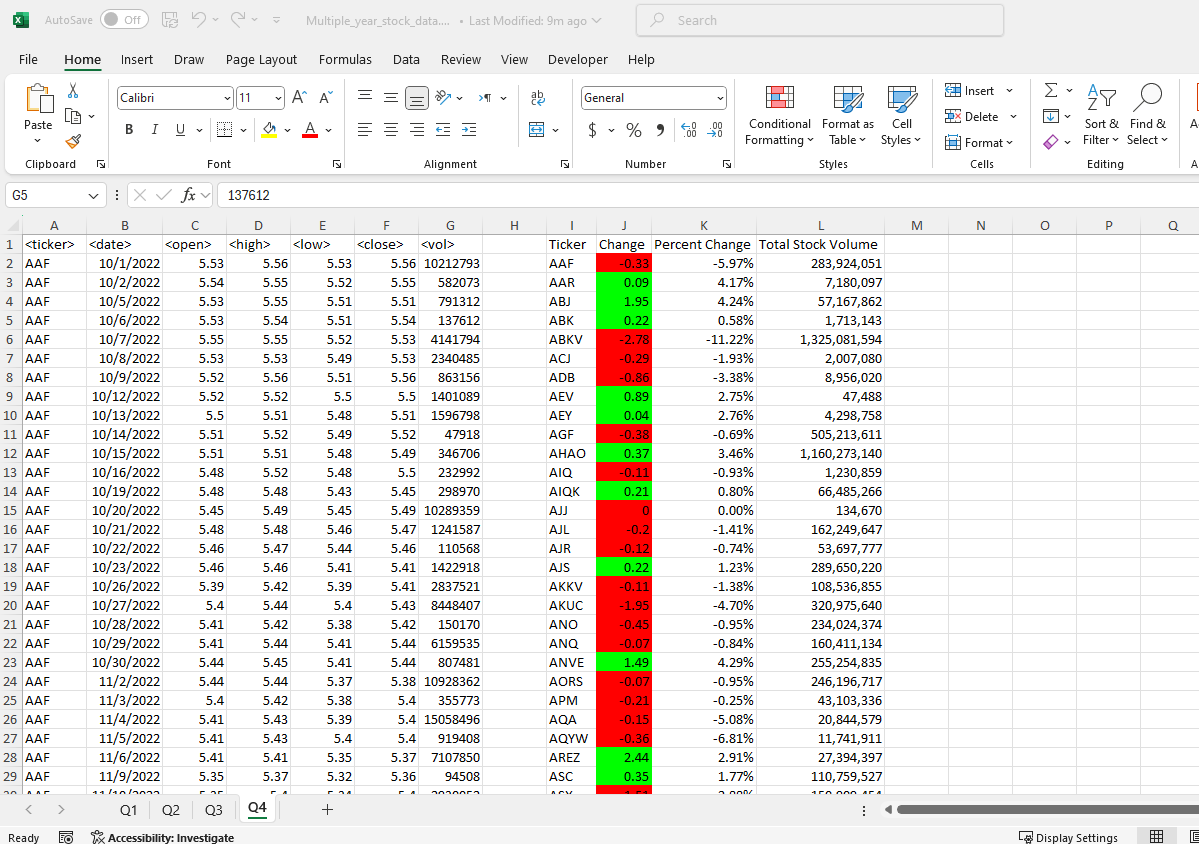 AutoSave Off Multiple_year_stock_data.... • Last Modified: 9m ago Search
File Home Insert Draw Page Layout Formulas Data Review View Developer Help
Paste
Calibri 11 A A
B I U A
ab c
General
$ % 9
Conditional Formatting
Format as Table
Cell Styles
Insert
Delete
Format
Sort & Filter
Find & Select
Clipboard Font Alignment Number Styles Cells Editing
G5 fx 137612
A B C D E F G H I J K L M N O P Q
1 <ticker> <date> <open> <high> <low> <close> <vol> Ticker Change Percent Change Total Stock Volume
2 AAF 10/1/2022 5.53 5.56 5.53 5.56 10212793 AAF -0.33 -5.97% 283,924,051
3 AAF 10/2/2022 5.54 5.55 5.52 5.55 582073 AAR 0.09 4.17% 7,180,097
4 AAF 10/5/2022 5.53 5.55 5.51 5.51 791312 ABJ 1.95 4.24% 57,167,862
5 AAF 10/6/2022 5.53 5.54 5.51 5.54 137612 ABK 0.22 0.58% 1,713,143
6 AAF 10/7/2022 5.55 5.55 5.52 5.53 4141794 ABKV -2.78 -11.22% 1,325,081,594
7 AAF 10/8/2022 5.53 5.53 5.49 5.53 2340485 ACJ -0.29 -1.93% 2,007,080
8 AAF 10/9/2022 5.52 5.56 5.51 5.56 863156 ADB -0.86 -3.38% 8,956,020
9 AAF 10/12/2022 5.52 5.52 5.5 5.5 1401089 AEV 0.89 2.75% 47,488
10 AAF 10/13/2022 5.5 5.51 5.48 5.51 1596798 AEY 0.04 2.76% 4,298,758
11 AAF 10/14/2022 5.51 5.52 5.49 5.52 47918 AGF -0.38 -0.69% 505,213,611
12 AAF 10/15/2022 5.51 5.51 5.48 5.49 346706 AHAO 0.37 3.46% 1,160,273,140
13 AAF 10/16/2022 5.48 5.52 5.48 5.5 232992 AIQ -0.11 -0.93% 1,230,859
14 AAF 10/19/2022 5.48 5.48 5.43 5.45 298970 AIQK 0.21 0.80% 66,485,266
15 AAF 10/20/2022 5.45 5.49 5.45 5.49 10289359 AJJ 0 0.00% 134,670
16 AAF 10/21/2022 5.48 5.48 5.46 5.47 1241587 AJL -0.2 -1.41% 162,249,647
17 AAF 10/22/2022 5.46 5.47 5.44 5.46 110568 AJR -0.12 -0.74% 53,697,777
18 AAF 10/23/2022 5.46 5.46 5.41 5.41 1422918 AJS 0.22 1.23% 289,650,220
19 AAF 10/26/2022 5.39 5.42 5.39 5.41 2837521 AKKV -0.11 -1.38% 108,536,855
20 AAF 10/27/2022 5.4 5.44 5.4 5.43 8448407 AKUC -1.95 -4.70% 320,975,640
21 AAF 10/28/2022 5.41 5.42 5.38 5.42 150170 ANO -0.45 -0.95% 234,024,374
22 AAF 10/29/2022 5.41 5.44 5.41 5.44 6159535 ANQ -0.07 -0.84% 160,411,134
23 AAF 10/30/2022 5.44 5.45 5.41 5.44 807481 ANVE 1.49 4.29% 255,254,835
24 AAF 11/2/2022 5.44 5.44 5.37 5.38 10928362 AORS -0.07 -0.95% 246,196,717
25 AAF 11/3/2022 5.4 5.42 5.38 5.4 355773 APM -0.21 -0.25% 43,103,336
26 AAF 11/4/2022 5.41 5.43 5.39 5.4 15058496 AQA -0.15 -5.08% 20,844,579
27 AAF 11/5/2022 5.41 5.43 5.4 5.4 919408 AQYW -0.36 -6.81% 11,741,911
28 AAF 11/6/2022 5.41 5.41 5.35 5.37 7107850 AREZ 2.44 2.91% 27,394,397
29 AAF 11/9/2022 5.35 5.37 5.32 5.36 94508 ASC 0.35 1.77% 110,759,527
Q1 Q2 Q3 Q4 +
Ready Accessibility: Investigate Display Settings